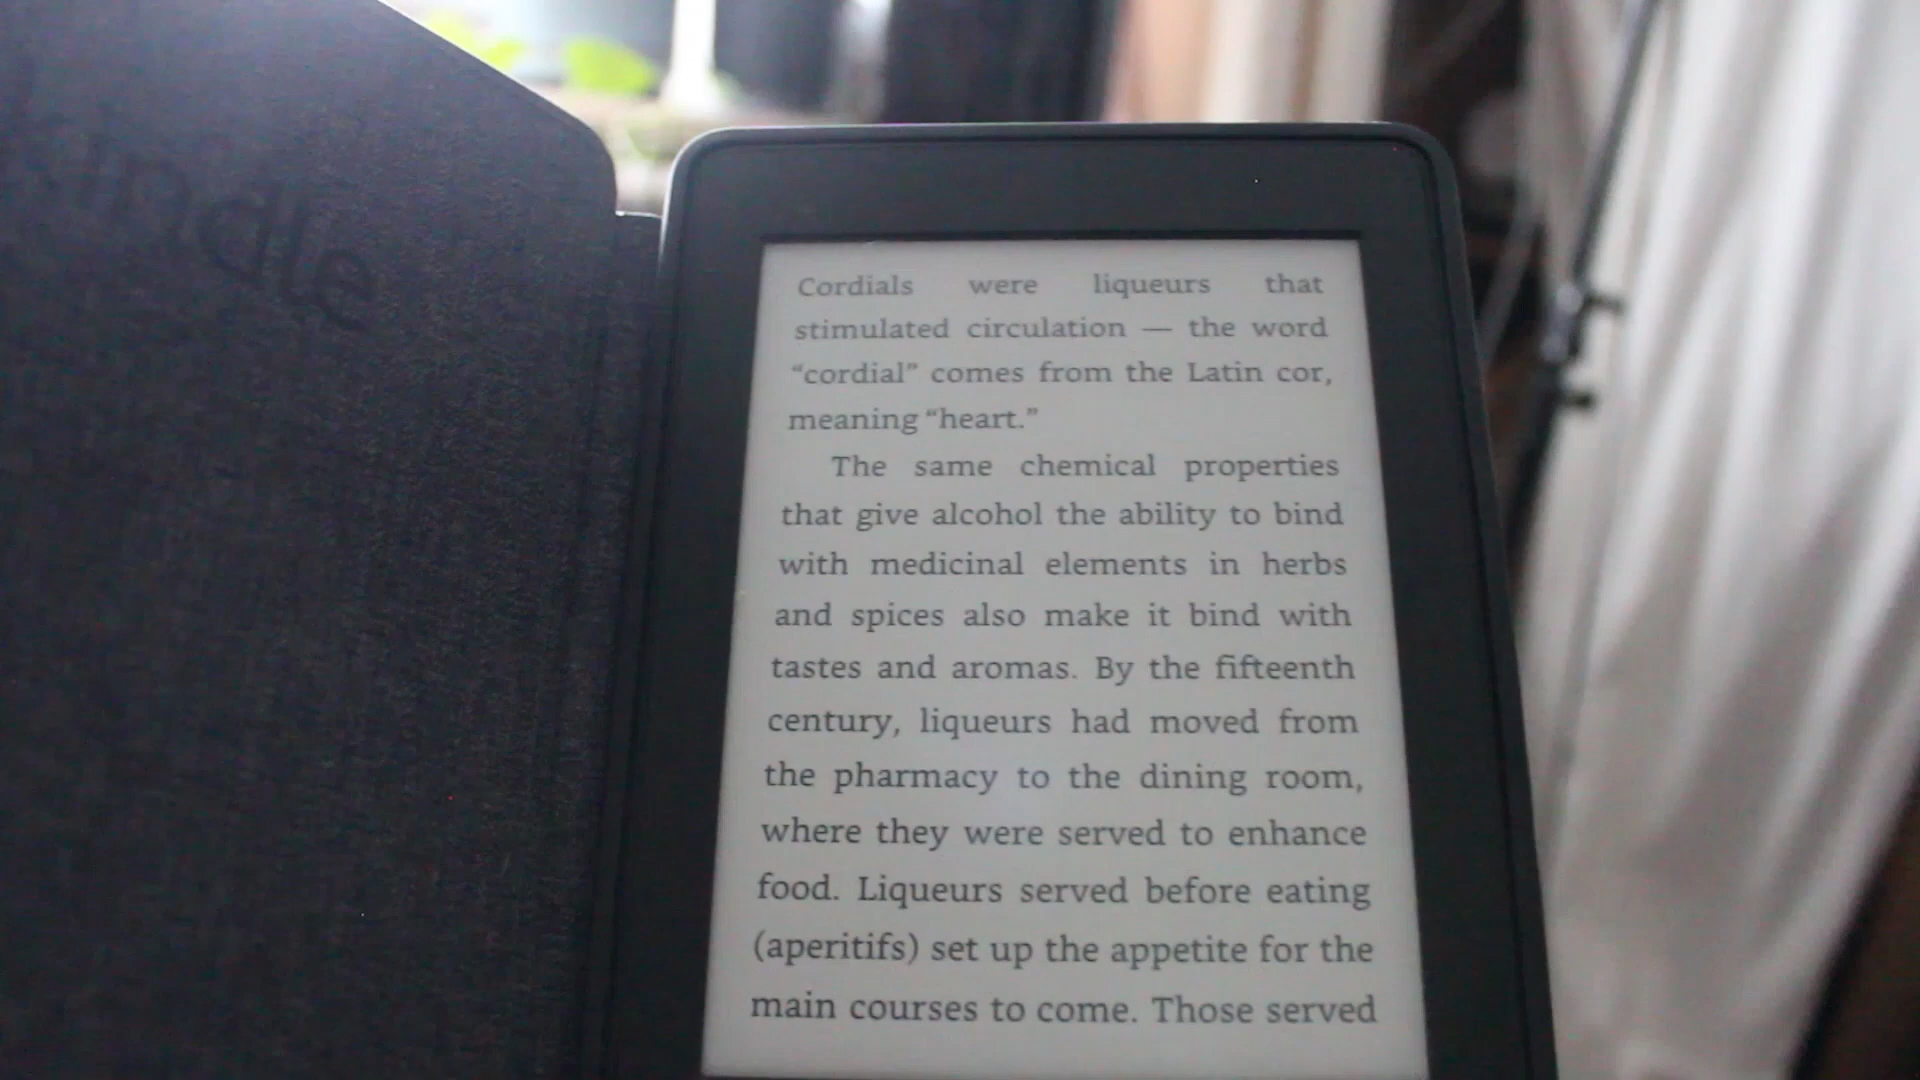 kindle
Cordials were liqueurs that
stimulated circulation — the word
“cordial” comes from the Latin cor,
meaning “heart.”
The same chemical properties
that give alcohol the ability to bind
with medicinal elements in herbs
and spices also make it bind with
tastes and aromas. By the fifteenth
century, liqueurs had moved from
the pharmacy to the dining room,
where they were served to enhance
food. Liqueurs served before eating
(aperitifs) set up the appetite for the
main courses to come. Those served